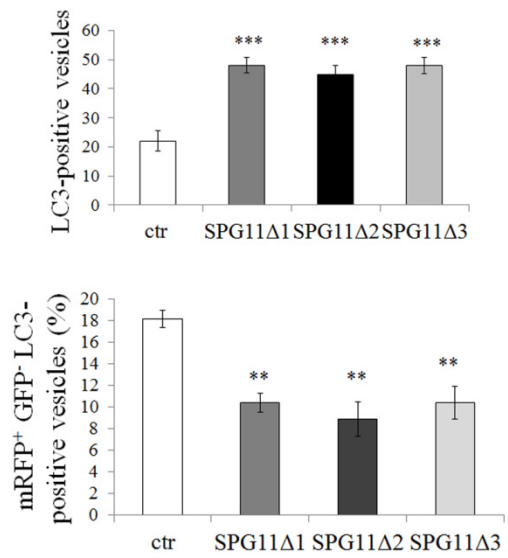 LC3-positive vesicles
60
50
40
30
20
10
0
*** *** ***
ctr SPG11Δ1 SPG11Δ2 SPG11Δ3
mRFP⁺ GFP⁻ LC3-
positive vesicles (%)
20
18
16
14
12
10
8
6
4
2
0
** ** **
ctr SPG11Δ1 SPG11Δ2 SPG11Δ3